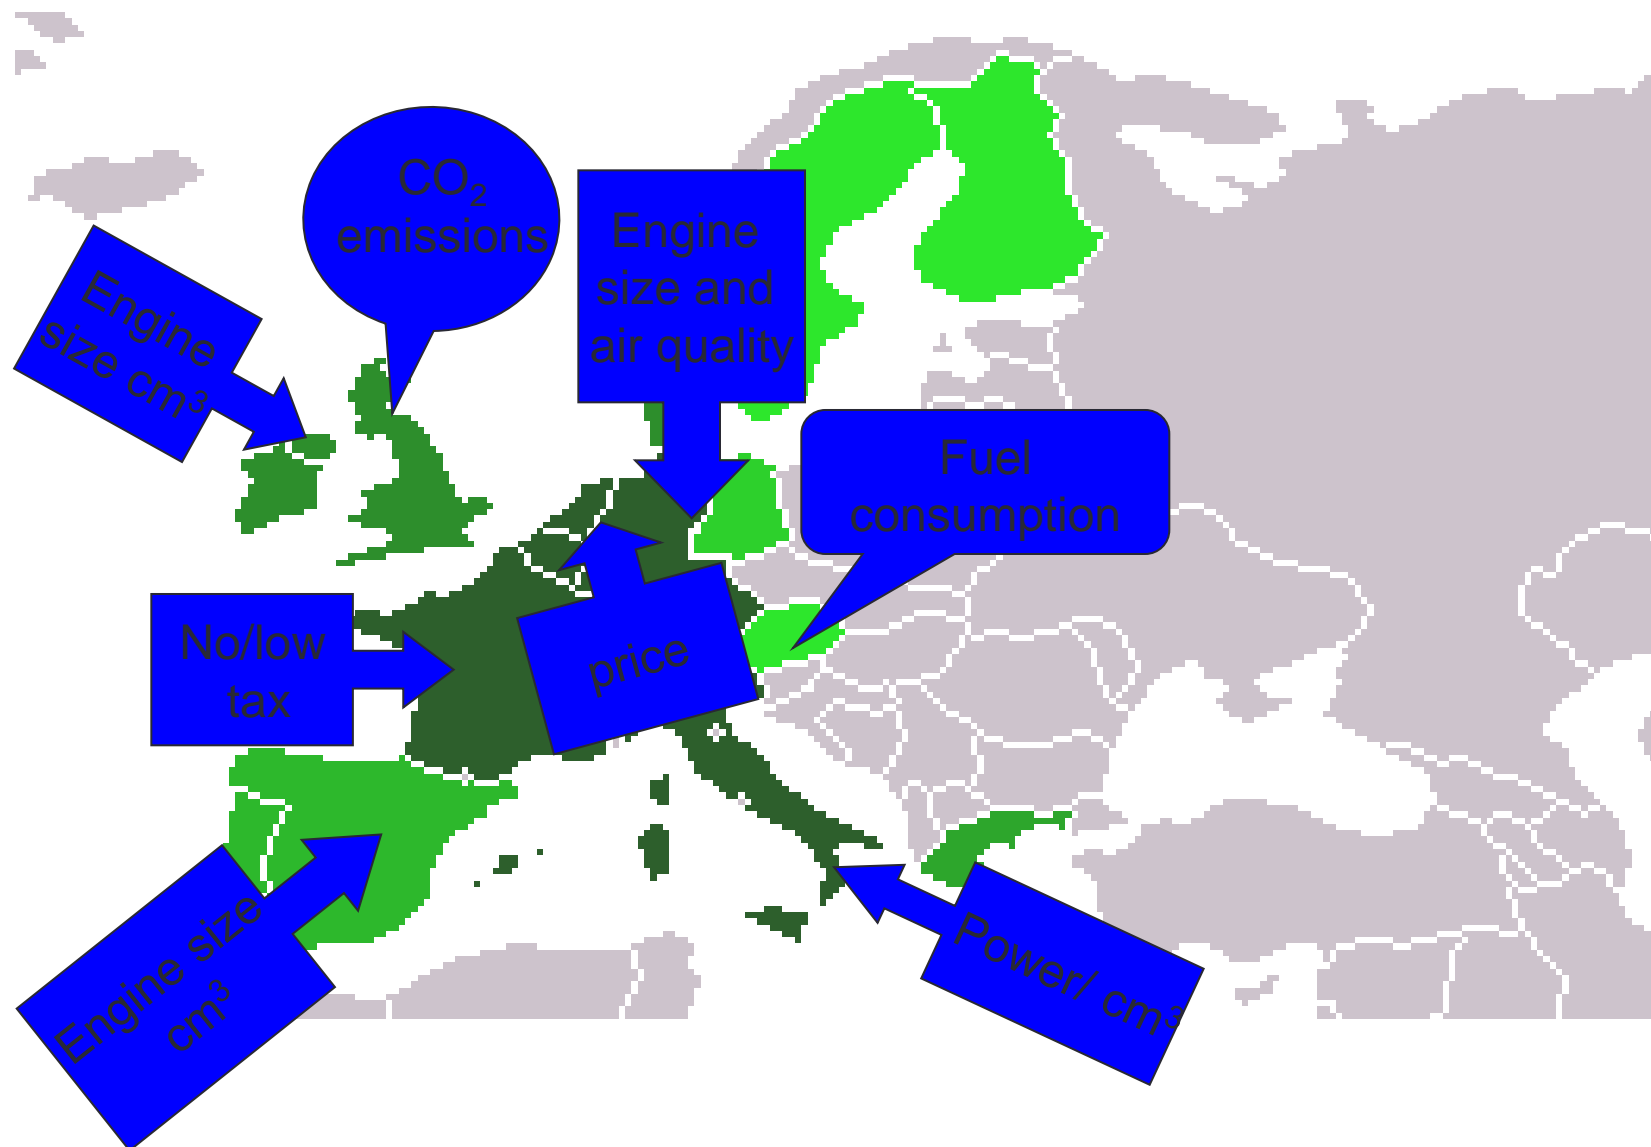 CO₂
emissions
Engine
size and
air quality
Engine
size cm³
Fuel
consumption
No/low
tax
price
Engine size
cm³
Power/ cm³